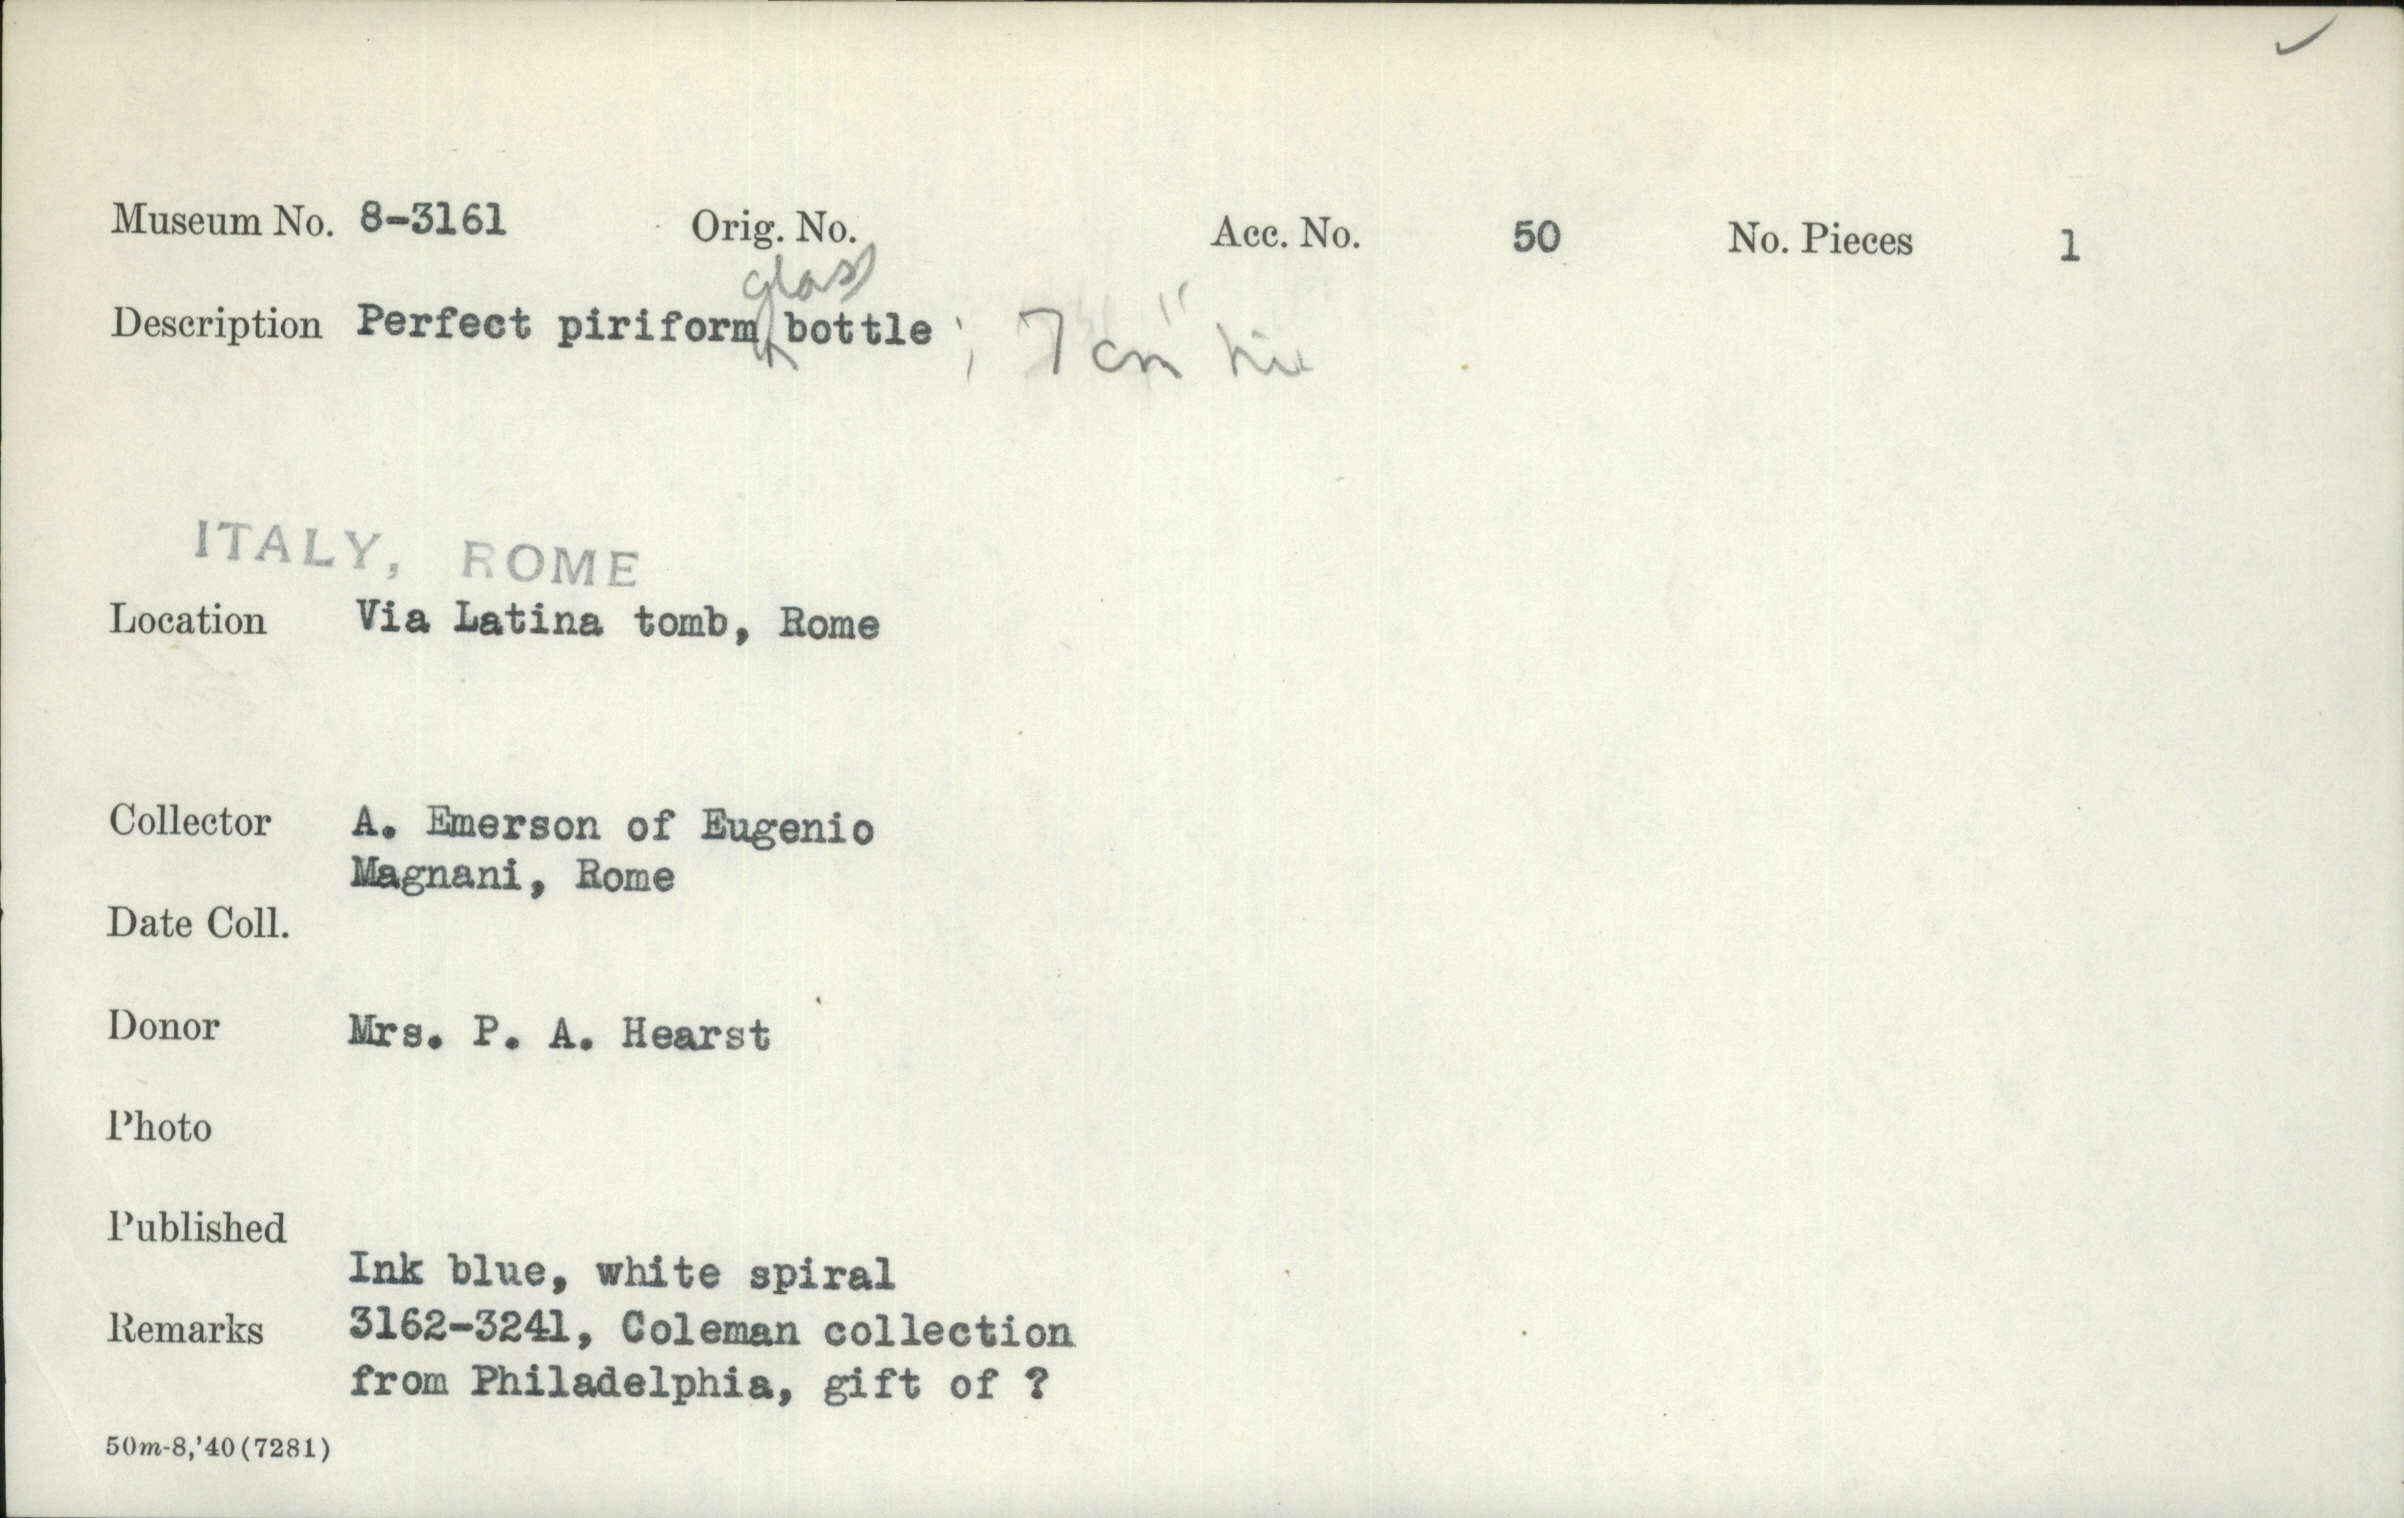 Museum No. 8-3161 Orig. No. Acc. No. 50 No. Pieces 1
glass
Description Perfect piriform bottle ; 7 cm
ITALY, ROME
Location Via Latina tomb, Rome
Collector A. Emerson of Eugenio
Magnani, Rome
Date Coll.
Donor Mrs. P. A. Hearst
Photo
Published
Ink blue, white spiral
Remarks 3162-3241, Coleman collection
from Philadelphia, gift of ?
50m-8,'40(7281)